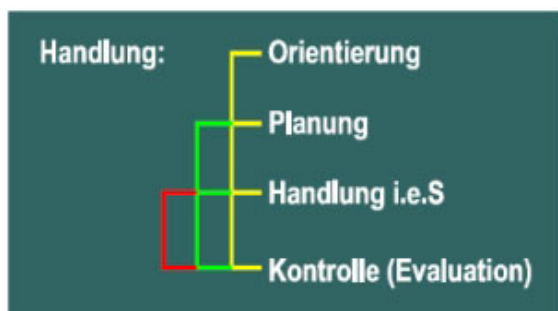 Handlung:
Orientierung
Planung
Handlung i.e.S
Kontrolle (Evaluation)